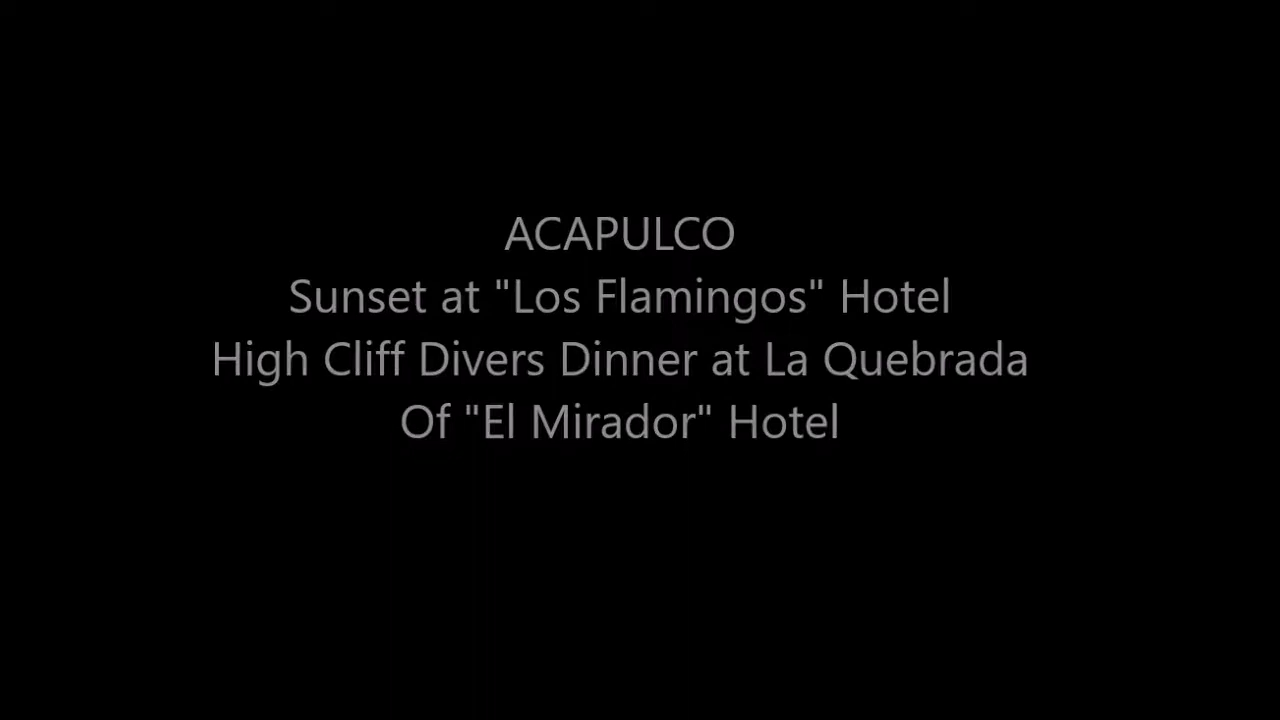 ACAPULCO
Sunset at "Los Flamingos" Hotel
High Cliff Divers Dinner at La Quebrada
Of "El Mirador" Hotel